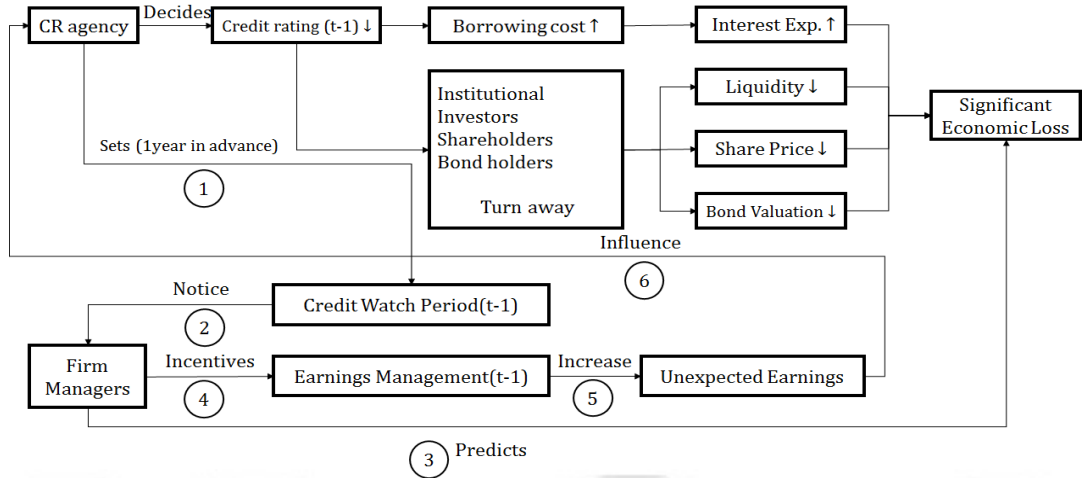 CR agency
Decides
Credit rating (t-1)↓
Borrowing cost↑
Interest Exp.↑
Institutional
Investors
Shareholders
Bond holders
Turn away
Liquidity↓
Share Price↓
Bond Valuation↓
Significant
Economic Loss
Sets (1year in advance)
1
Influence
6
Notice
2
Credit Watch Period(t-1)
Firm
Managers
Incentives
4
Earnings Management(t-1)
Increase
5
Unexpected Earnings
3
Predicts